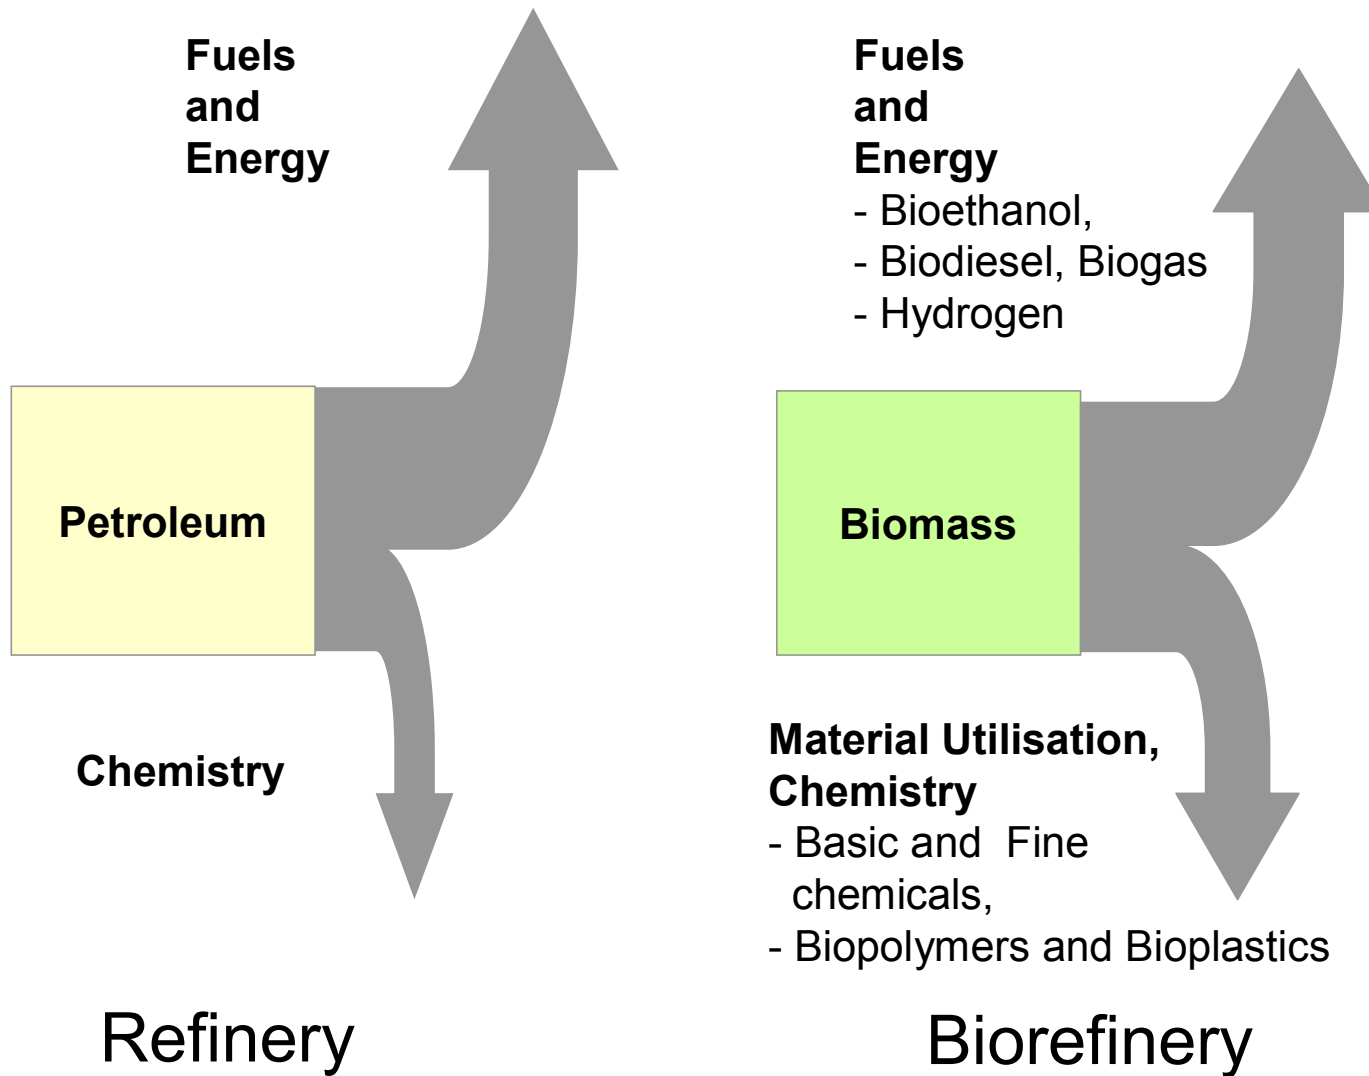 Fuels
and
Energy
Petroleum
Chemistry
Refinery
Fuels
and
Energy
- Bioethanol,
- Biodiesel, Biogas
- Hydrogen
Biomass
Material Utilisation,
Chemistry
- Basic and  Fine
chemicals,
- Biopolymers and Bioplastics
Biorefinery